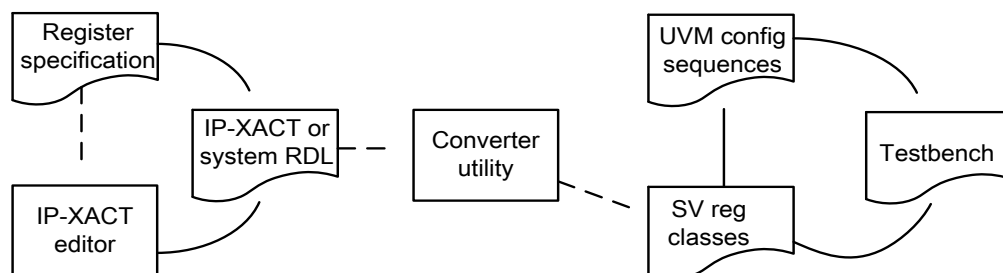 Register
specification
IP-XACT
editor
IP-XACT or
system RDL
Converter
utility
UVM config
sequences
SV reg
classes
Testbench